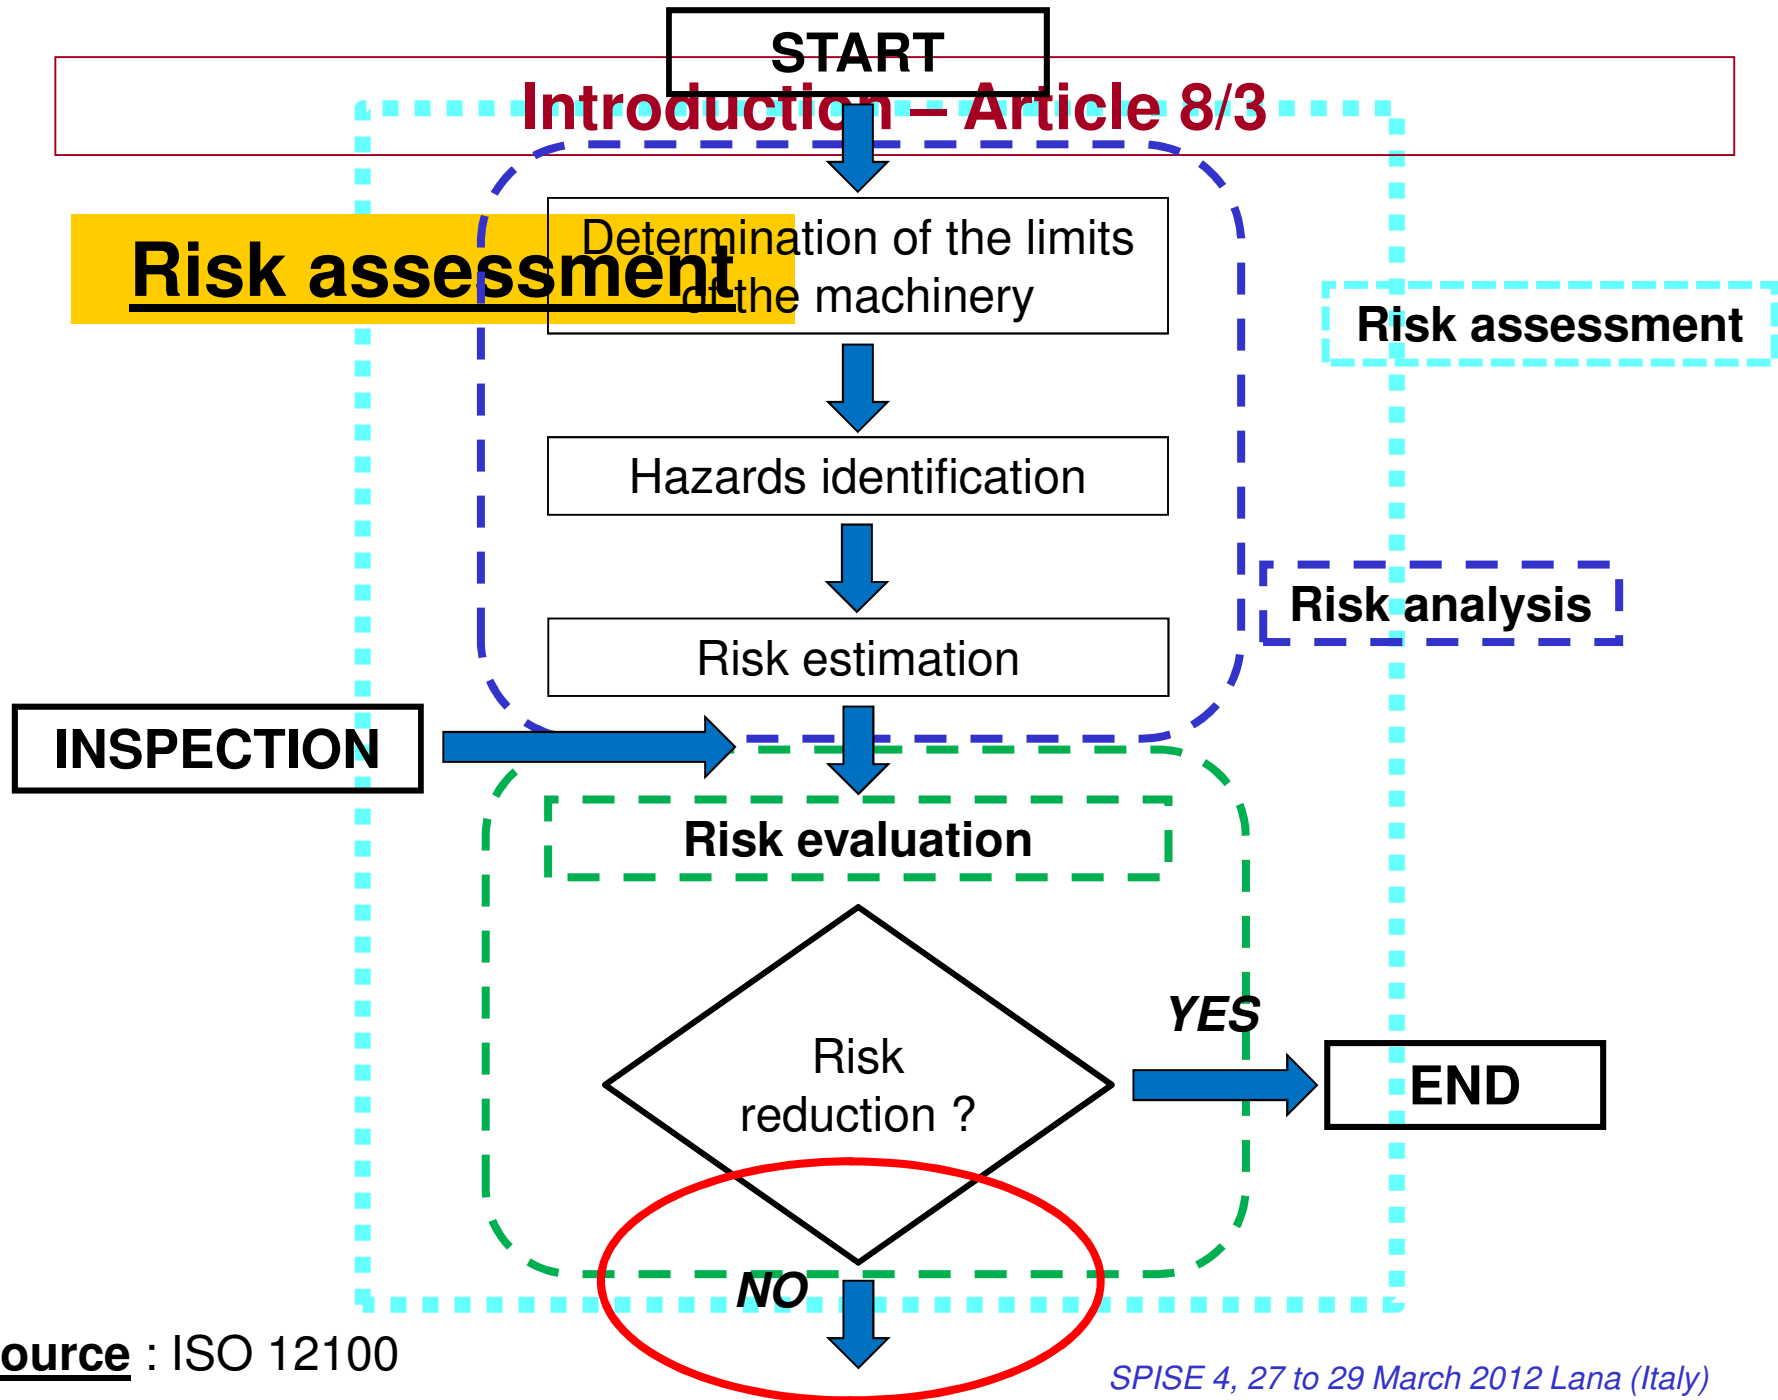 START
Introduction – Article 8/3
Determination of the limits
of the machinery
Risk assessment
Risk assessment
Hazards identification
Risk analysis
Risk estimation
INSPECTION
Risk evaluation
YES
Risk
reduction ?
END
NO
ource : ISO 12100
SPISE 4, 27 to 29 March 2012 Lana (Italy)